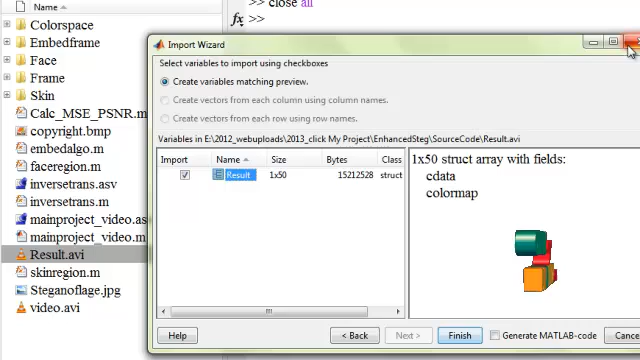 Name
Colorspace
Embedframe
Face
Frame
Skin
Calc_MSE_PSNR.m
copyright.bmp
embedalgo.m
faceregion.m
inversetrans.asv
inversetrans.m
mainproject_video.as
mainproject_video.m
Result.avi
skinregion.m
Steganoflage.jpg
video.avi
>> close all
fx >>
Import Wizard
Select variables to import using checkboxes
Create variables matching preview.
Create vectors from each column using column names.
Create vectors from each row using row names.
Variables in E:\2012_webuploads\2013_click My Project\EnhancedSteg\SourceCode\Result.avi
Import Name Size Bytes Class
Result 1x50 15212528 struct
1x50 struct array with fields:
cdata
colormap
Help < Back Next > Finish Generate MATLAB-code Cance